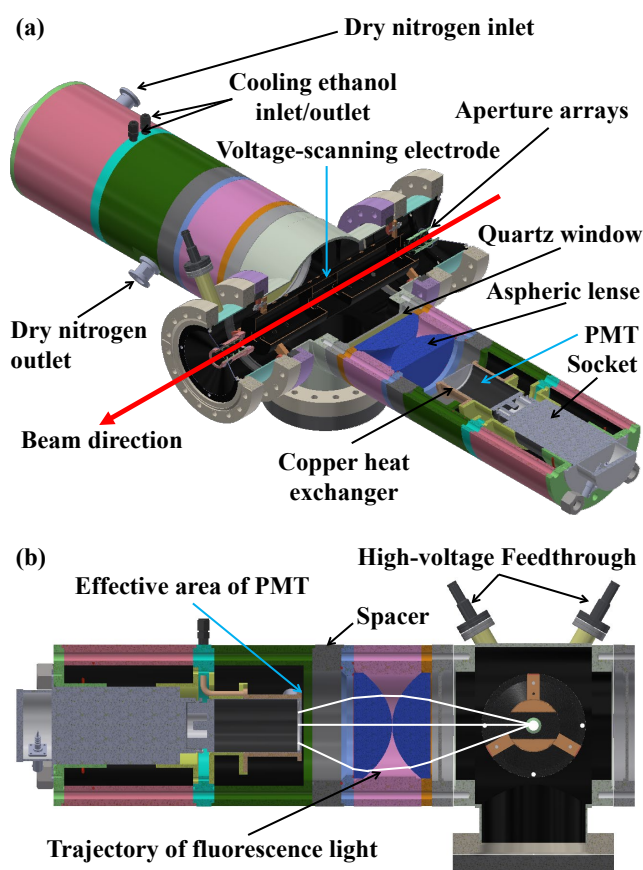 (a)
Dry nitrogen inlet
Cooling ethanol
inlet/outlet
Aperture arrays
Voltage-scanning electrode
Quartz window
Aspheric lense
PMT
Socket
Dry nitrogen
outlet
Beam direction
Copper heat
exchanger
(b)
High-voltage Feedthrough
Effective area of PMT
Spacer
Trajectory of fluorescence light